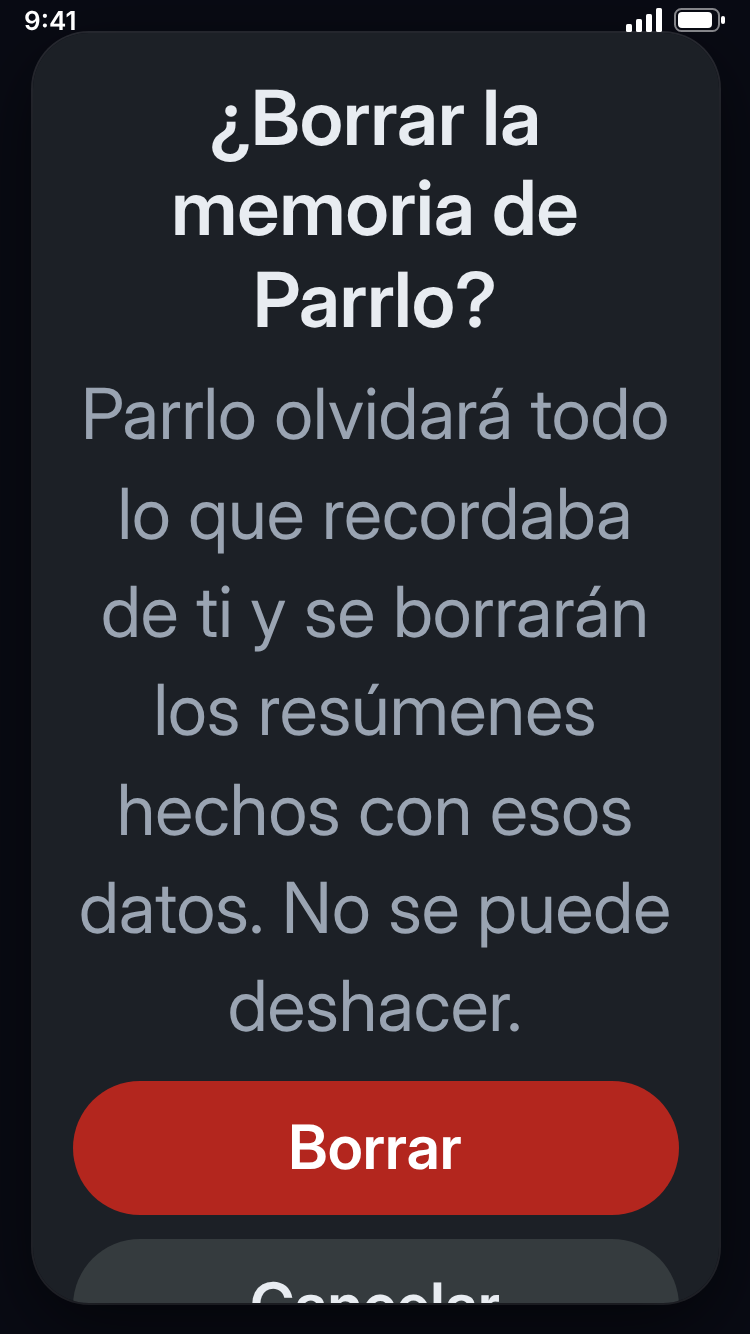 9:41
¿Borrar la
memoria de
Parrlo?
Parrlo olvidará todo
lo que recordaba
de ti y se borrarán
los resúmenes
hechos con esos
datos. No se puede
deshacer.
Borrar
Cancelar